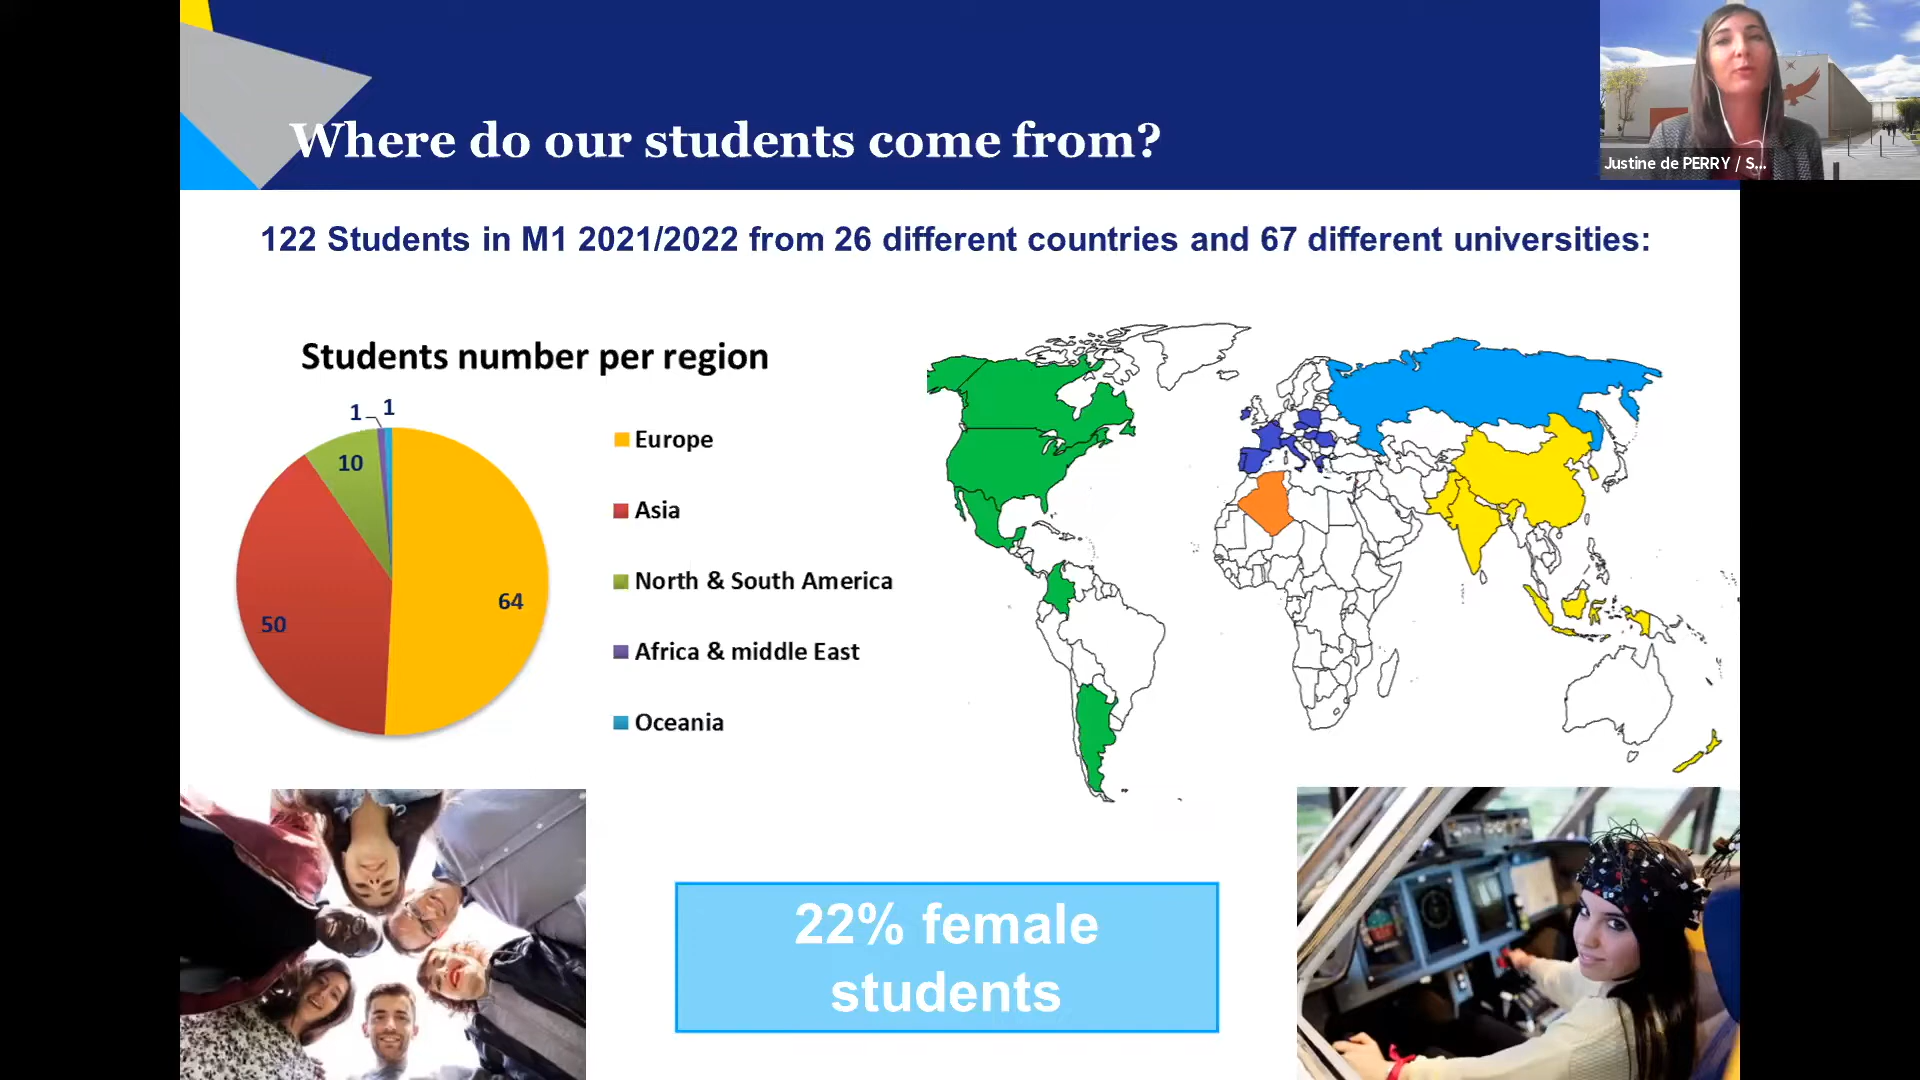 Where do our students come from?
Justine de PERRY / S...
122 Students in M1 2021/2022 from 26 different countries and 67 different universities:
Students number per region
1
1
10
50
64
Europe
Asia
North & South America
Africa & middle East
Oceania
22% female
students